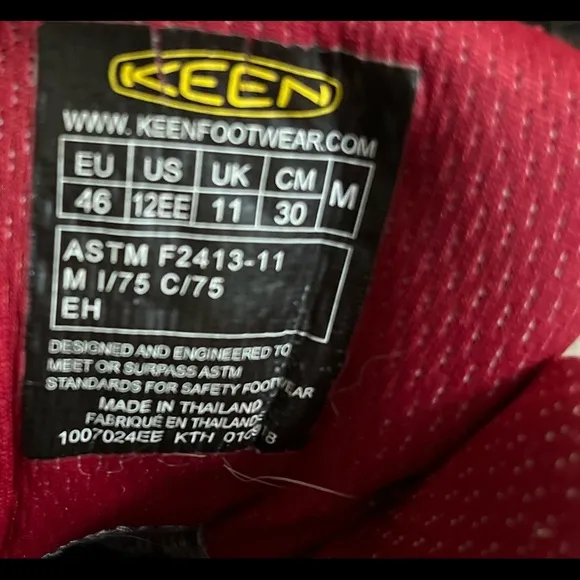 KEEN
WWW. KEENFOOTWEAR.COM
EU US UK CM M
46 12EE 11 30
ASTM F2413-11
M I/75 C/75
EH
DESIGNED AND ENGINEERED TO
MEET OR SURPASS ASTM
STANDARDS FOR SAFETY FOOTWEAR
MADE IN THAILAND
FABRIQUÉ EN THAILANDE
1007024EE KTH